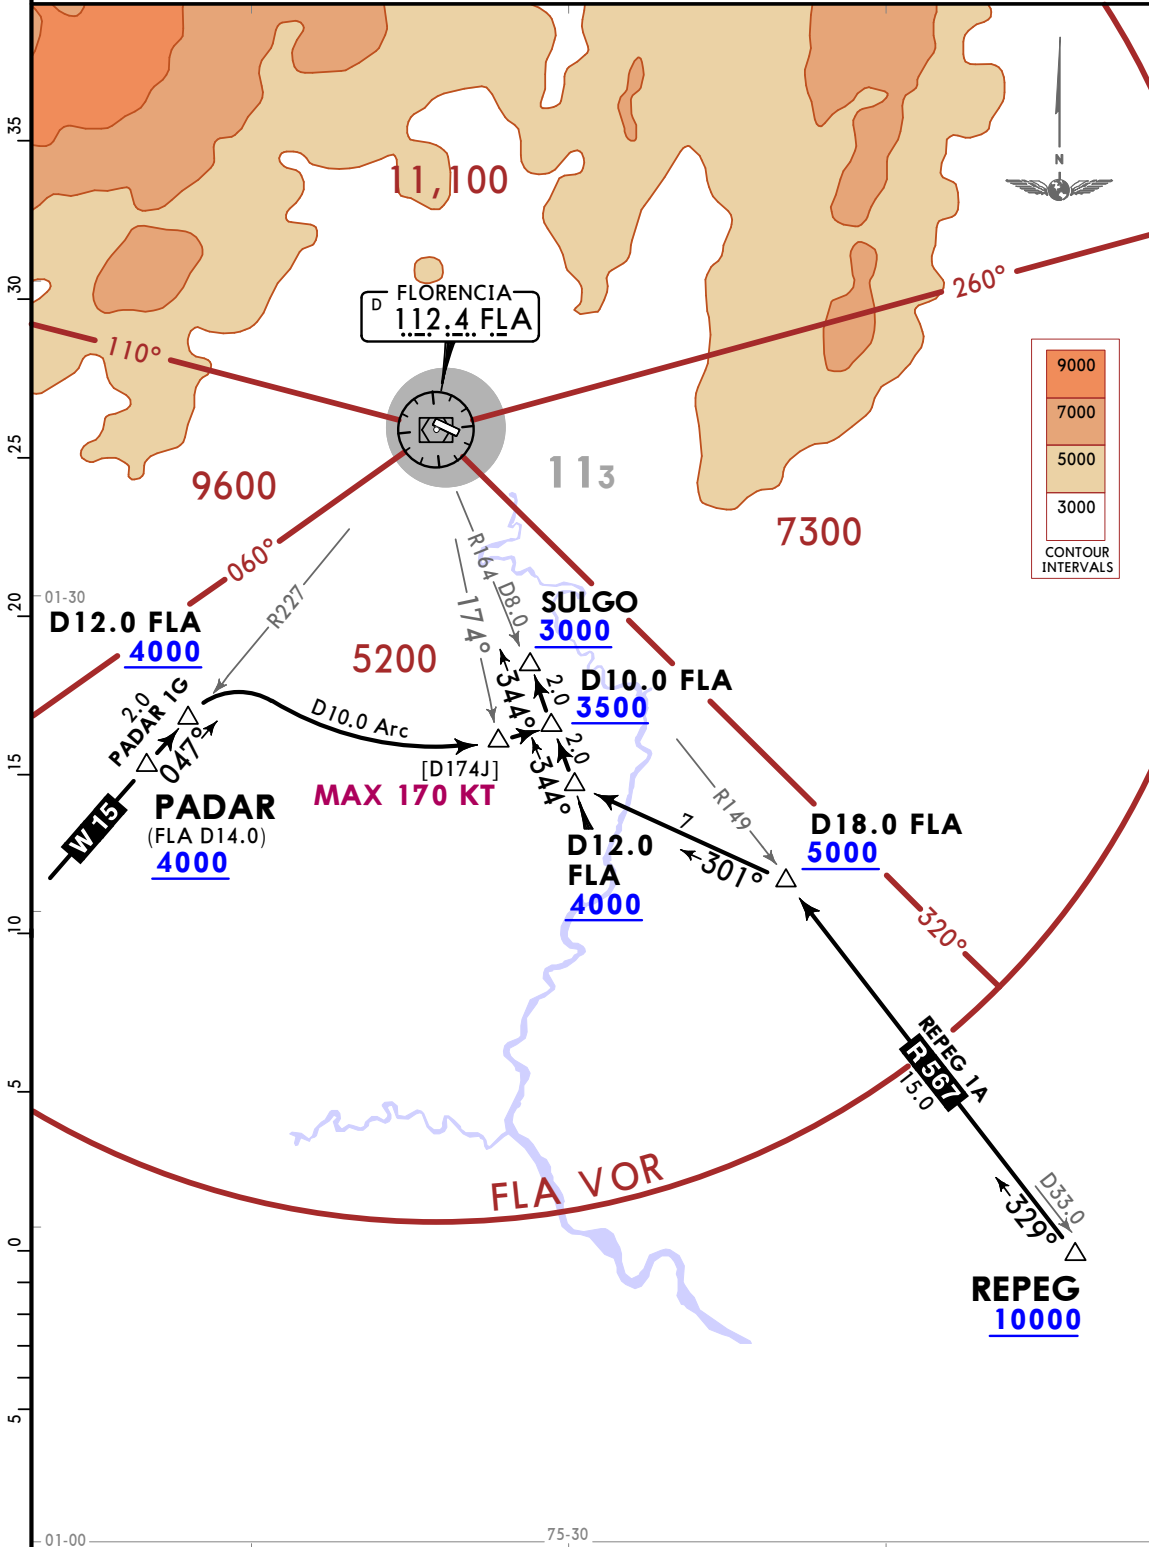 35
30
25
20
15
10
5
0
5
N
11,100
FLORENCIA
D
112.4 FLA
260°
110°
9000
7000
5000
3000
CONTOUR
INTERVALS
9600
113
7300
060°
01-30
R227
R164 D8.0
174°
D12.0 FLA
4000
SULGO
3000
5200
2.0
PADAR 1G
047°
344°
2.0
D10.0 FLA
3500
D10.0 Arc
[D174J]
MAX 170 KT
2.0
344°
W 15
PADAR
(FLA D14.0)
4000
R149
7
301°
D12.0
FLA
4000
D18.0 FLA
5000
320°
REPEG 1A
R 567
15.0
FLA VOR
D33.0
329°
REPEG
10000
01-00
75-30